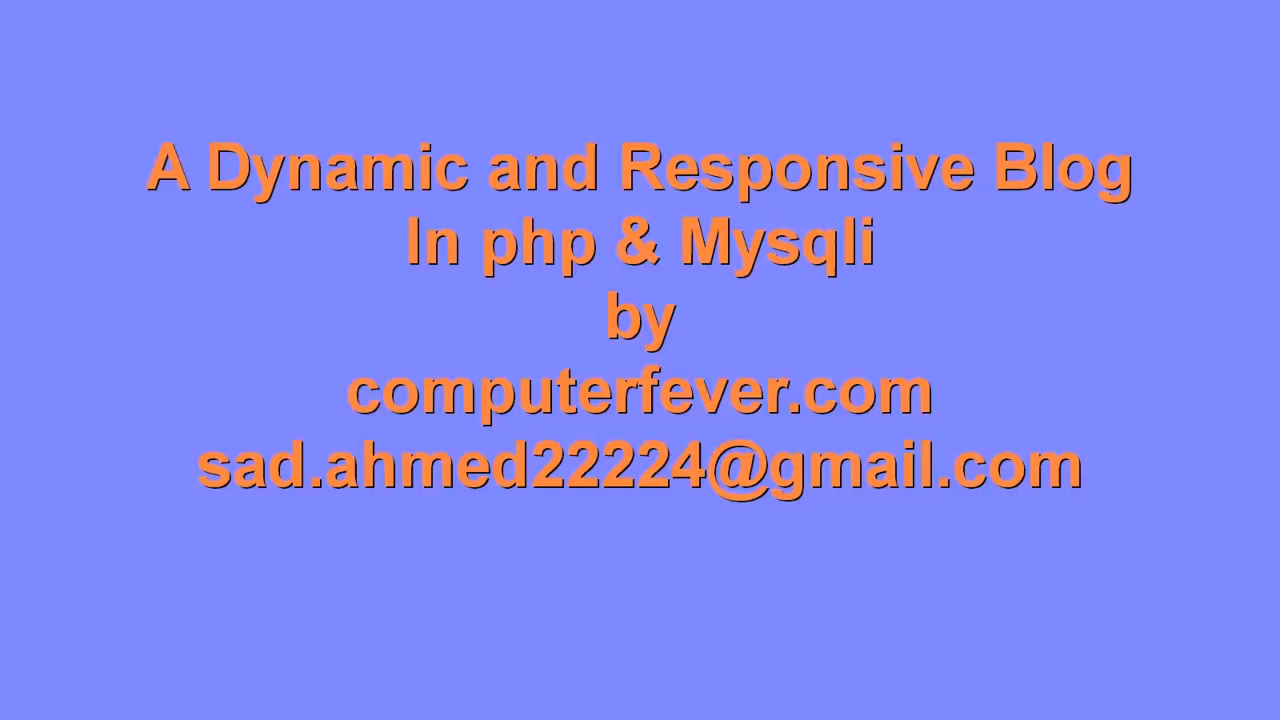 A Dynamic and Responsive Blog
In php & Mysqli
by
computerfever.com
sad.ahmed22224@gmail.com